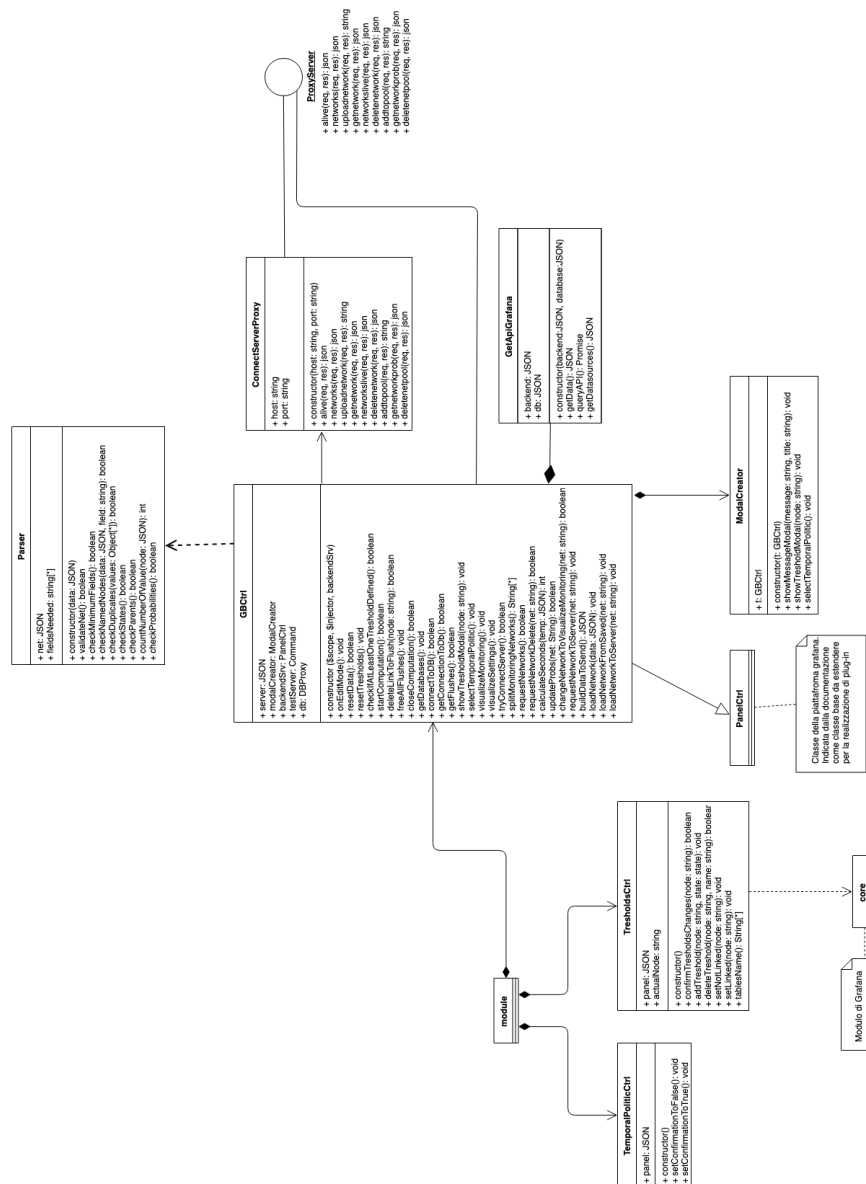 Parser
+ net: JSON
+ fieldsNeeded: string[*]
+ constructor(data: JSON)
+ validateNet(): boolean
+ checkMinimumFields(): boolean
+ checkNamedNodes(data: JSON, field: string): boolean
+ checkDuplicates(values: Object[*]): boolean
+ checkStates(): boolean
+ checkParents(): boolean
+ countNumberOfValue(node: JSON): int
+ checkProbabilities(): boolean
ProxyServer
+ alive(req, res): json
+ networks(req, res): json
+ uploadnetwork(req, res): string
+ getnetwork(req, res): json
+ networkslive(req, res): json
+ deletenetwork(req, res): json
+ addtopool(req, res): string
+ getnetworkprob(req, res): json
+ deletenetpool(req, res): json
ConnectServerProxy
+ host: string
+ port: string
+ constructor(host: string, port: string)
+ alive(req, res): json
+ networks(req, res): json
+ uploadnetwork(req, res): string
+ getnetwork(req, res): json
+ networkslive(req, res): json
+ deletenetwork(req, res): json
+ addtopool(req, res): string
+ getnetworkprob(req, res): json
+ deletenetpool(req, res): json
GBCtrl
+ server: JSON
+ modalCreator: ModalCreator
+ backendSrv: PanelCtrl
+ testServer: Command
+ db: DBProxy
+ constructor ($scope, $injector, backendSrv)
+ onEditMode(): void
+ resetData(): boolean
+ resetTresholds(): void
+ checkIfAtLeastOneTresholdDefined(): boolean
+ startComputation(): boolean
+ deleteLinkToFlush(node: string): boolean
+ freeAllFlushes(): void
+ closeComputation(): boolean
+ getDatabases(): void
+ connectToDB(): boolean
+ getConnectionToDb(): boolean
+ getFlushes(): boolean
+ showTresholdModal(node: string): void
+ selectTemporalPolitic(): void
+ visualizeMonitoring(): void
+ visualizeSettings(): void
+ tryConnectServer(): boolean
+ splitMonitoringNetworks(): String[*]
+ requestNetworks(): boolean
+ requestNetworkDelete(net: string): boolean
+ calculateSeconds(temp: JSON): int
+ updateProbs(net: String): boolean
+ changeNetworkToVisualizeMonitoring(net: string): boolean
+ requestNetworkToServer(net: string): void
+ buildDataToSend(): JSON
+ loadNetwork(data: JSON): void
+ loadNetworkFromSaved(net: string): void
+ loadNetworkToServer(net: string): void
GetApiGrafana
+ backend: JSON
+ db: JSON
+ constructor(backend:JSON, database:JSON)
+ getData(): JSON
+ queryAPI(): Promise
+ getDatasources(): JSON
ModalCreator
+ t: GBCtrl
+ constructor(t: GBCtrl)
+ showMessageModal(message: string, title: string): void
+ showTresholdModal(node: string): void
+ selectTemporalPolitic(): void
PanelCtrl
Classe della piattaforma grafana.
Indicata dalla documentazione
come classe base da estendere
per la realizzazione di plug-in
module
TresholdsCtrl
+ panel: JSON
+ actualNode: string
+ constructor()
+ confirmTresholdsChanges(node: string): boolean
+ addTreshold(node: string, state: state): void
+ deleteTreshold(node: string, name: string): boolear
+ setNotLinked(node: string): void
+ setLinked(node: string): void
+ tablesName(): String[*]
core
Modulo di Grafana
TemporalPoliticCtrl
+ panel: JSON
+ constructor()
+ setConfirmationToFalse(): void
+ setConfirmationToTrue(): void